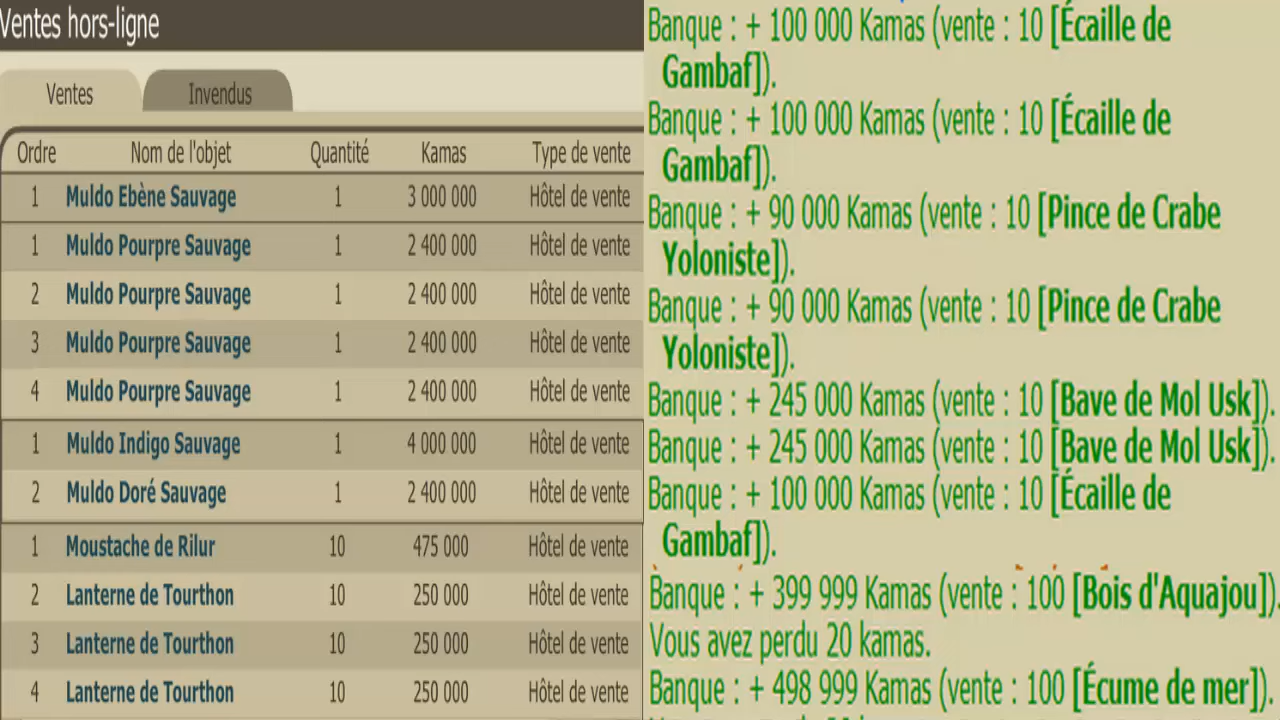 Ventes hors-ligne
Ventes Invendus
Ordre Nom de l'objet Quantité Kamas Type de vente
1 Muldo Ebène Sauvage 1 3 000 000 Hôtel de vente
1 Muldo Pourpre Sauvage 1 2 400 000 Hôtel de vente
2 Muldo Pourpre Sauvage 1 2 400 000 Hôtel de vente
3 Muldo Pourpre Sauvage 1 2 400 000 Hôtel de vente
4 Muldo Pourpre Sauvage 1 2 400 000 Hôtel de vente
1 Muldo Indigo Sauvage 1 4 000 000 Hôtel de vente
2 Muldo Doré Sauvage 1 2 400 000 Hôtel de vente
1 Moustache de Rilur 10 475 000 Hôtel de vente
2 Lanterne de Tourthon 10 250 000 Hôtel de vente
3 Lanterne de Tourthon 10 250 000 Hôtel de vente
4 Lanterne de Tourthon 10 250 000 Hôtel de vente
Banque : + 100 000 Kamas (vente : 10 [Écaille de
Gambaf]).
Banque : + 100 000 Kamas (vente : 10 [Écaille de
Gambaf]).
Banque : + 90 000 Kamas (vente : 10 [Pince de Crabe
Yoloniste]).
Banque : + 90 000 Kamas (vente : 10 [Pince de Crabe
Yoloniste]).
Banque : + 245 000 Kamas (vente : 10 [Bave de Mol Usk]).
Banque : + 245 000 Kamas (vente : 10 [Bave de Mol Usk]).
Banque : + 100 000 Kamas (vente : 10 [Écaille de
Gambaf]).
Banque : + 399 999 Kamas (vente : 100 [Bois d'Aquajou]).
Vous avez perdu 20 kamas.
Banque : + 498 999 Kamas (vente : 100 [Écume de mer]).